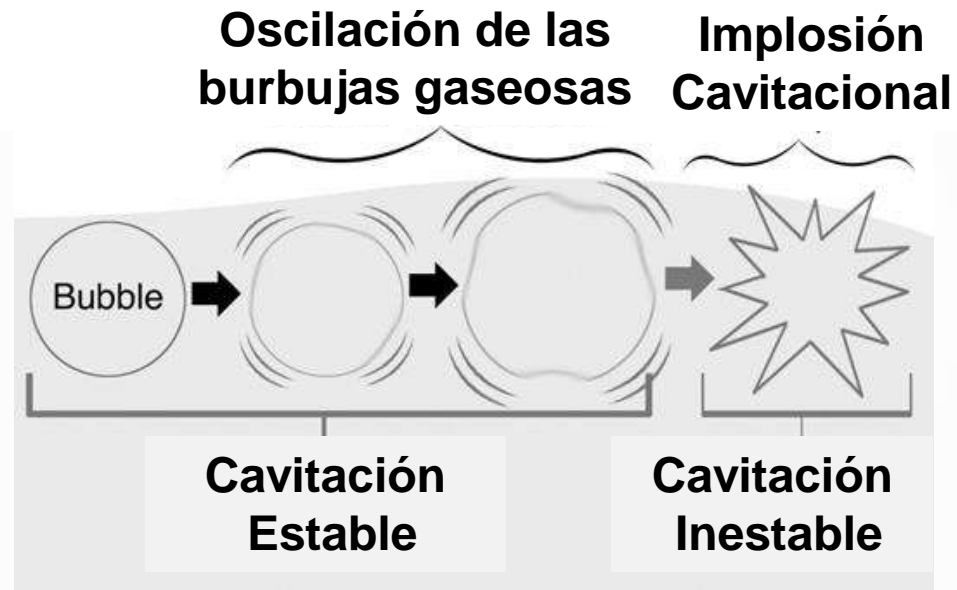 Oscilación de las
burbujas gaseosas
Implosión
Cavitacional
Bubble
Cavitación
Estable
Cavitación
Inestable